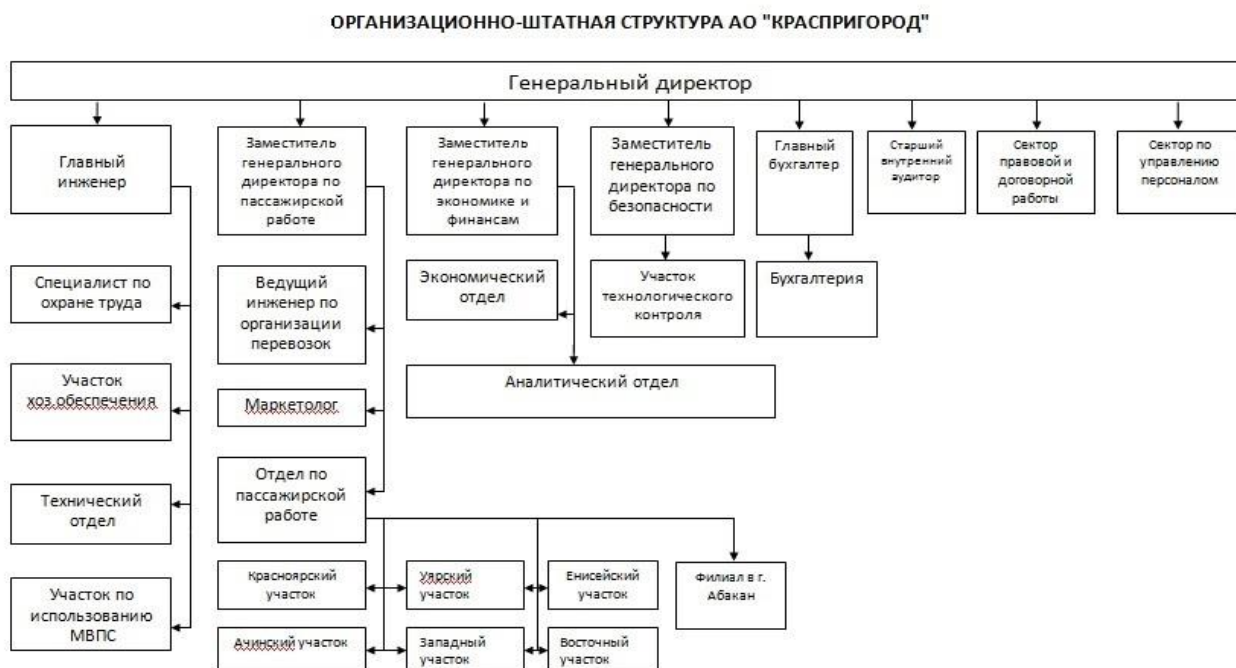 ОРГАНИЗАЦИОННО-ШТАТНАЯ СТРУКТУРА АО "КРАСПРИГОРОД"
Генеральный директор
Главный
инженер
Заместитель
генерального
директора по
пассажирской
работе
Заместитель
генерального
директора по
экономике и
финансам
Заместитель
генерального
директора по
безопасности
Главный
бухгалтер
Старший
внутренний
аудитор
Сектор
правовой и
договорной
работы
Сектор по
управлению
персоналом
Специалист по
охране труда
Ведущий
инженер по
организации
перевозок
Экономический
отдел
Участок
технологического
контроля
Бухгалтерия
Участок
хоз.обеспечения
Маркетолог
Аналитический отдел
Технический
отдел
Отдел по
пассажирской
работе
Участок по
использованию
МВПС
Красноярский
участок
Уярский
участок
Енисейский
участок
Филиал в г.
Абакан
Ачинский участок
Западный
участок
Восточный
участок